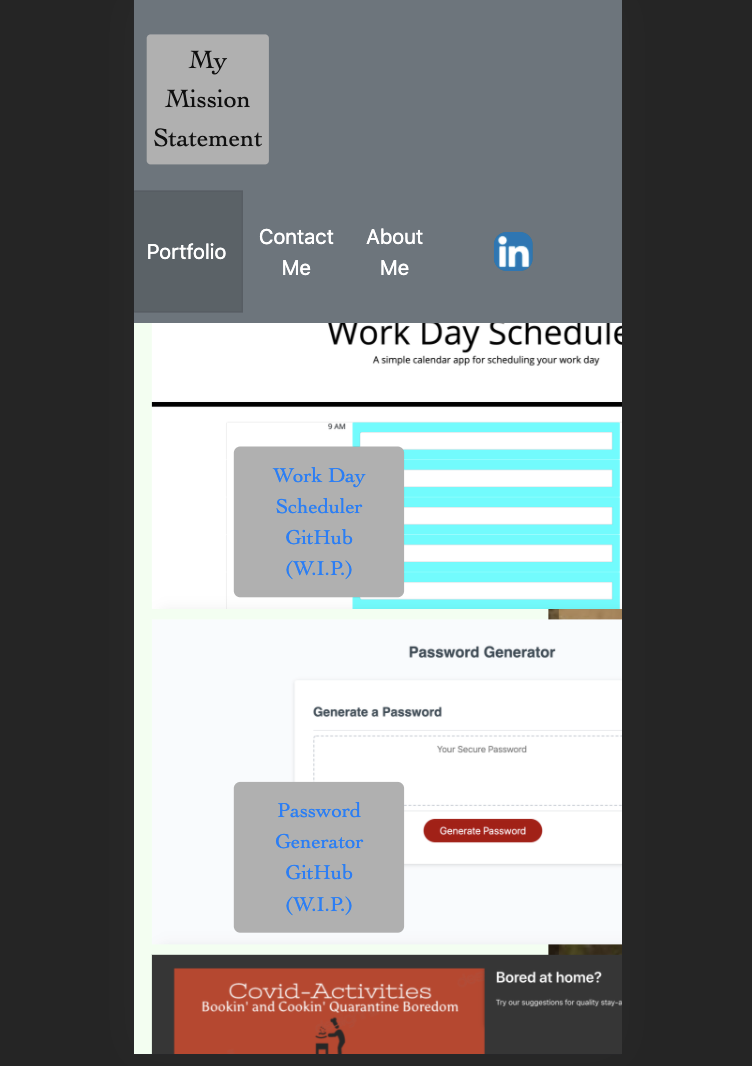 My
Mission
Statement
Portfolio
Contact
Me
About
Me
in
Work Day Schedule
A simple calendar app for scheduling your work day
9 AM
Work Day
Scheduler
GitHub
(W.I.P.)
Password Generator
Generate a Password
Your Secure Password
Generate Password
Password
Generator
GitHub
(W.I.P.)
Covid-Activities
Bookin' and Cookin' Quarantine Boredom
Bored at home?
Try our suggestions for quality stay-a